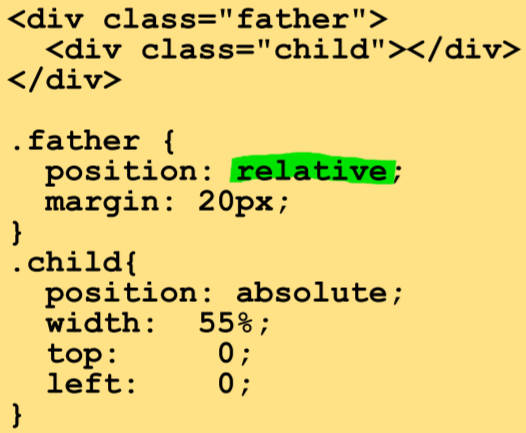 <div class="father">
  <div class="child"></div>
</div>

.father {
  position: relative;
  margin: 20px;
}
.child{
  position: absolute;
  width:  55%;
  top:     0;
  left:    0;
}